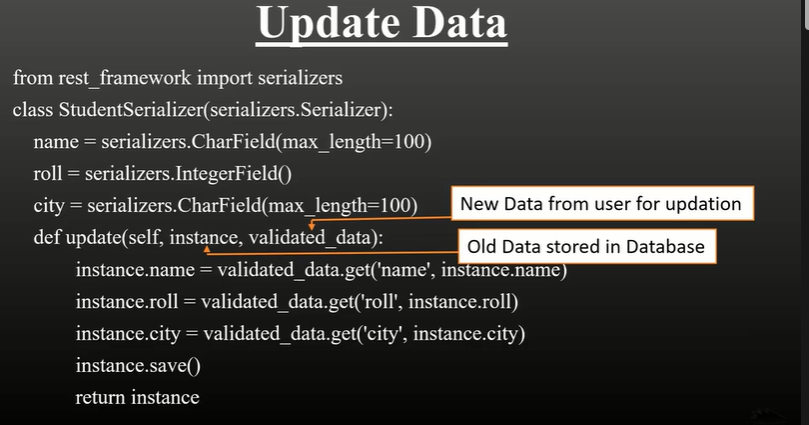 Update Data
from rest_framework import serializers
class StudentSerializer(serializers.Serializer):
name = serializers.CharField(max_length=100)
roll = serializers.IntegerField()
city = serializers.CharField(max_length=100)
New Data from user for updation
def update(self, instance, validated_data):
Old Data stored in Database
instance.name = validated_data.get('name', instance.name)
instance.roll = validated_data.get('roll', instance.roll)
instance.city = validated_data.get('city', instance.city)
instance.save()
return instance